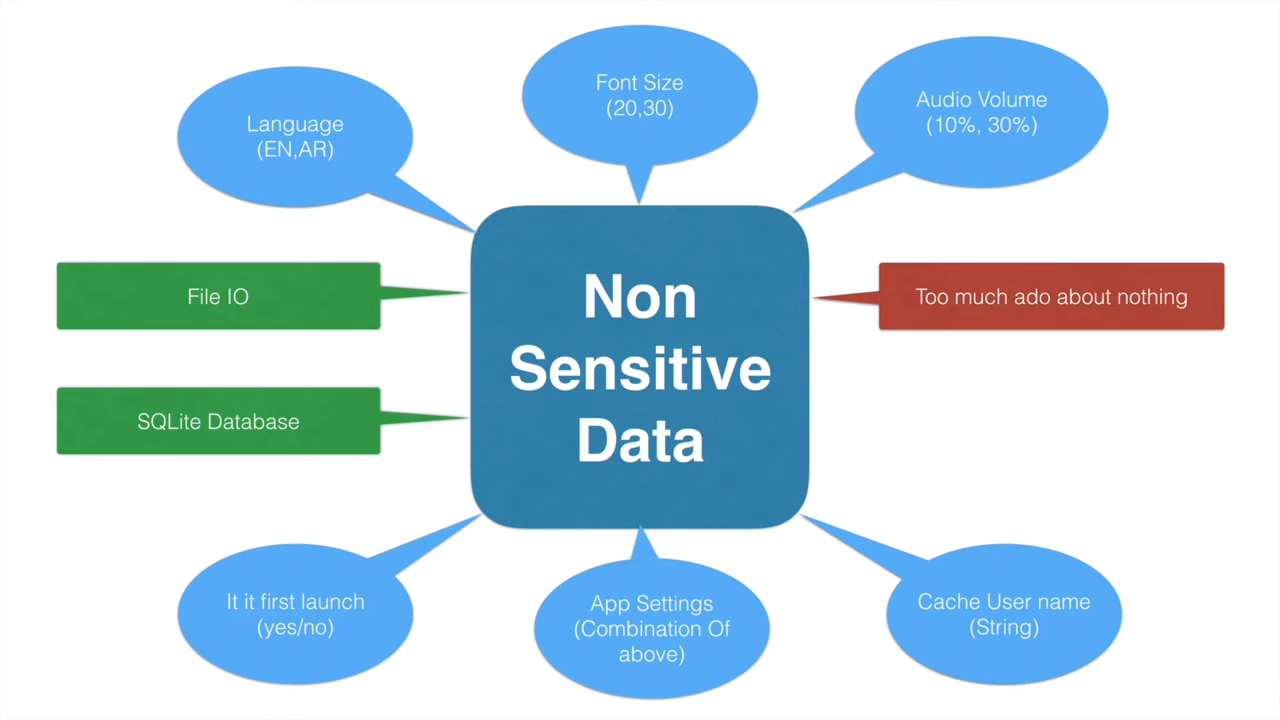 Font Size
(20,30)
Audio Volume
(10%, 30%)
Language
(EN,AR)
File IO
Too much ado about nothing
Non
Sensitive
Data
SQLite Database
It it first launch
(yes/no)
App Settings
(Combination Of
above)
Cache User name
(String)